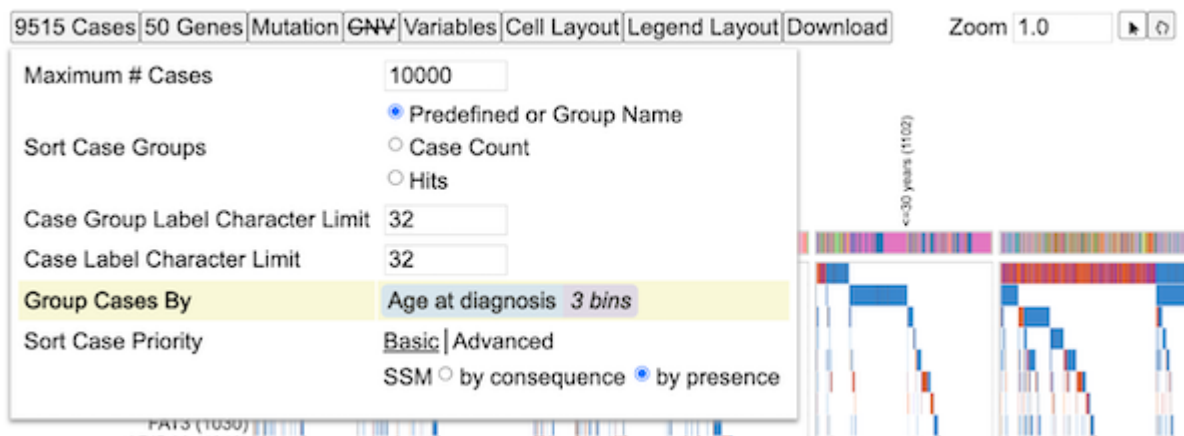 9515 Cases 50 Genes Mutation CNV Variables Cell Layout Legend Layout Download Zoom 1.0
Maximum # Cases 10000
Predefined or Group Name
Sort Case Groups Case Count
Hits
Case Group Label Character Limit 32
Case Label Character Limit 32
Group Cases By Age at diagnosis 3 bins
Sort Case Priority Basic Advanced
SSM by consequence by presence
<=30 years (1102)
FAT3 (1030)